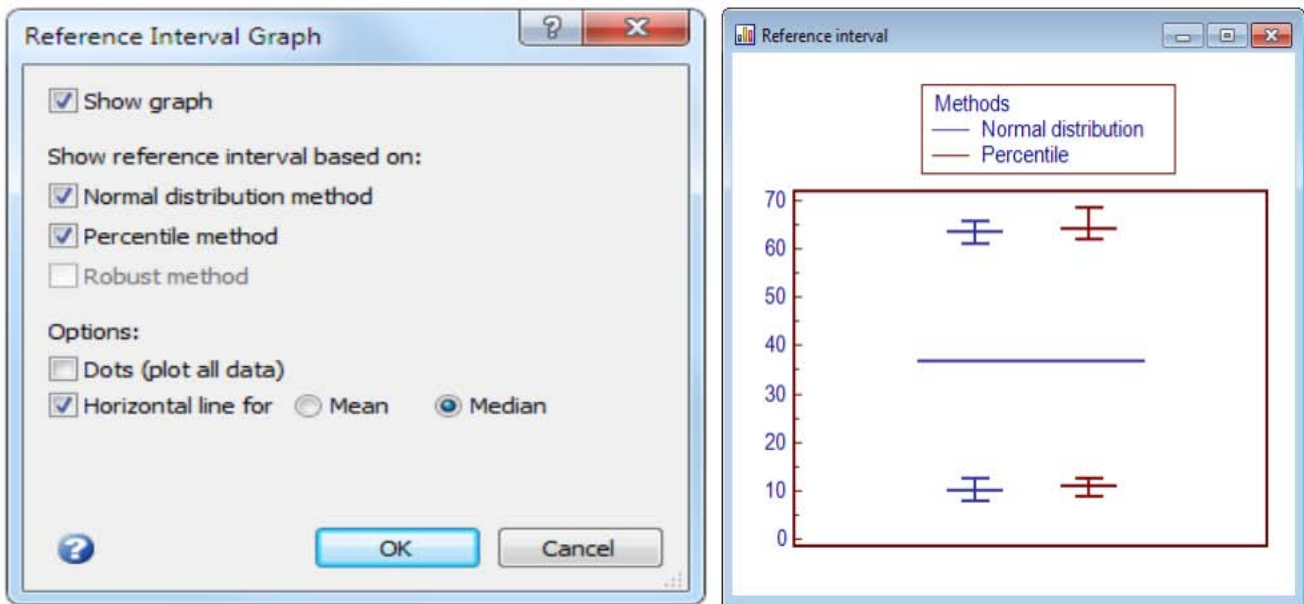 Reference Interval Graph
Show graph
Show reference interval based on:
Normal distribution method
Percentile method
Robust method
Options:
Dots (plot all data)
Horizontal line for Mean Median
OK Cancel
Reference interval
Methods
Normal distribution
Percentile
70
60
50
40
30
20
10
0